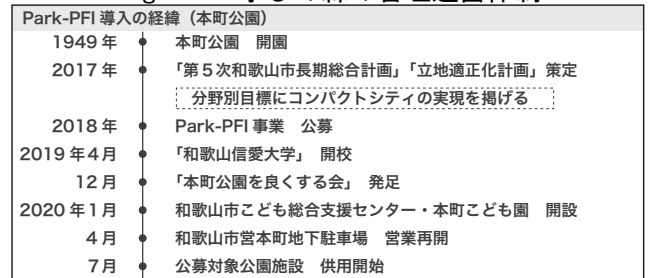 Park-PFI 導入の経緯（本町公園）
1949 年 本町公園 開園
2017 年 「第５次和歌山市長期総合計画」「立地適正化計画」策定
分野別目標にコンパクトシティの実現を掲げる
2018 年 Park-PFI 事業 公募
2019 年４月 「和歌山信愛大学」 開校
12 月 「本町公園を良くする会」 発足
2020 年１月 和歌山市こども総合支援センター・本町こども園 開設
４月 和歌山市営本町地下駐車場 営業再開
７月 公募対象公園施設 供用開始